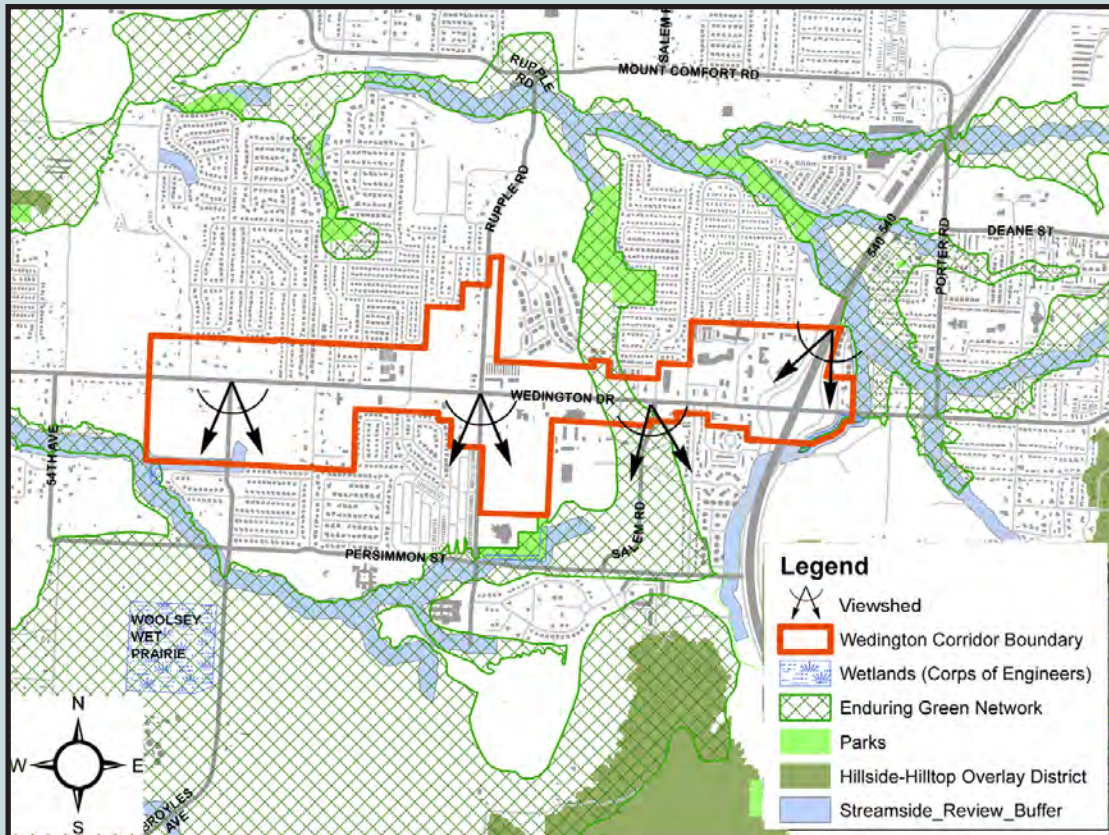 SALEM R
MOUNT COMFORT RD
RUPPLE
RD
RUPPLE RD
540 540
DEANE ST
PORTER RD
WEDINGTON DR
54TH AVE
SALEM RD
PERSIMMON ST
WOOLSEY
WET
PRAIRIE
BROYLES
AVE
N
W
E
S
Legend
Viewshed
Wedington Corridor Boundary
Wetlands (Corps of Engineers)
Enduring Green Network
Parks
Hillside-Hilltop Overlay District
Streamside_Review_Buffer